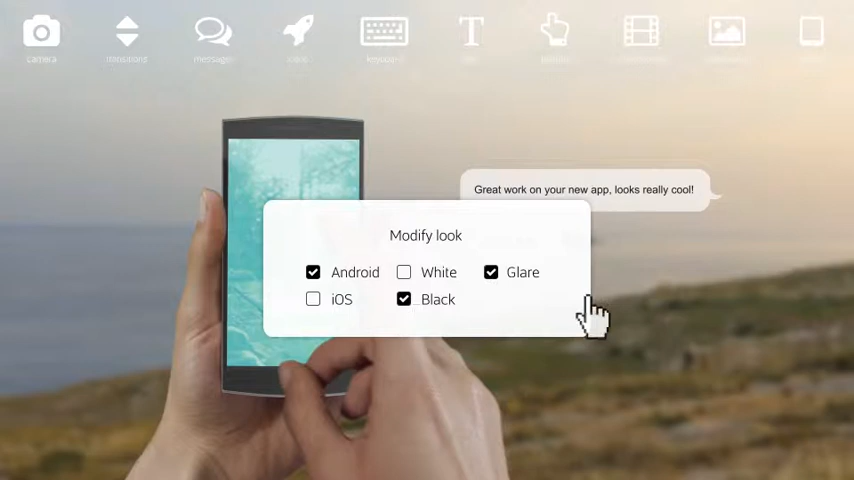 camera
transitions
messages
keyboard
Great work on your new app, looks really cool!
Modify look
Android White Glare
iOS Black